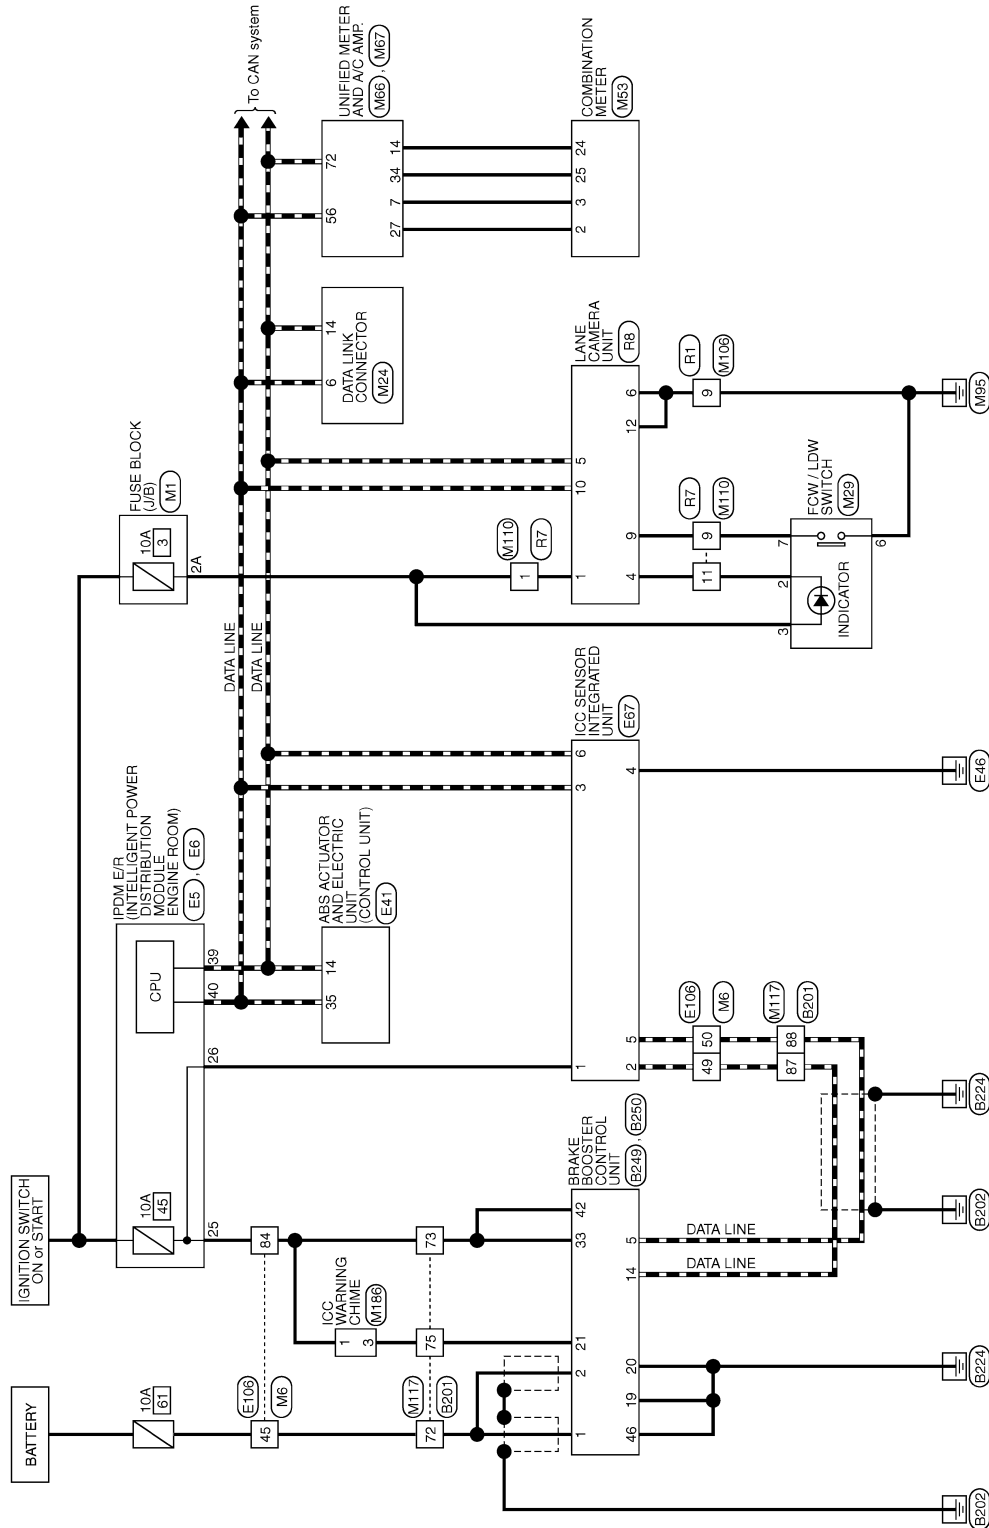 BATTERY
10A
61
IGNITION SWITCH
ON or START
10A
45
25
26
IPDM E/R
(INTELLIGENT POWER
DISTRIBUTION
MODULE
ENGINE ROOM)
E5 , E6
CPU
40
39
FUSE BLOCK
(J/B)
M1
10A
3
2A
DATA LINE
DATA LINE
To CAN system
E106
M6
45
84
ICC
WARNING
CHIME
M186
1
3
M117
B201
72
75
73
ABS ACTUATOR
AND ELECTRIC
UNIT
(CONTROL UNIT)
E41
35
14
M110
R7
1
6
14
DATA LINK
CONNECTOR
M24
UNIFIED METER
AND A/C AMP.
M66 , M67
56
72
27
7
34
14
BRAKE
BOOSTER
CONTROL
UNIT
B249 , B250
1
2
21
33
42
46
19
20
14
5
DATA LINE
DATA LINE
ICC SENSOR
INTEGRATED
UNIT
E67
1
3
6
2
5
4
E106
M6
49
50
M117
B201
87
88
LANE
CAMERA
UNIT
R8
1
10
5
4
9
12
6
R7
M110
11
9
R1
M106
9
COMBINATION
METER
M53
2
3
25
24
FCW / LDW
SWITCH
M29
3
2
7
6
INDICATOR
B202
B224
B202
B224
E46
M95